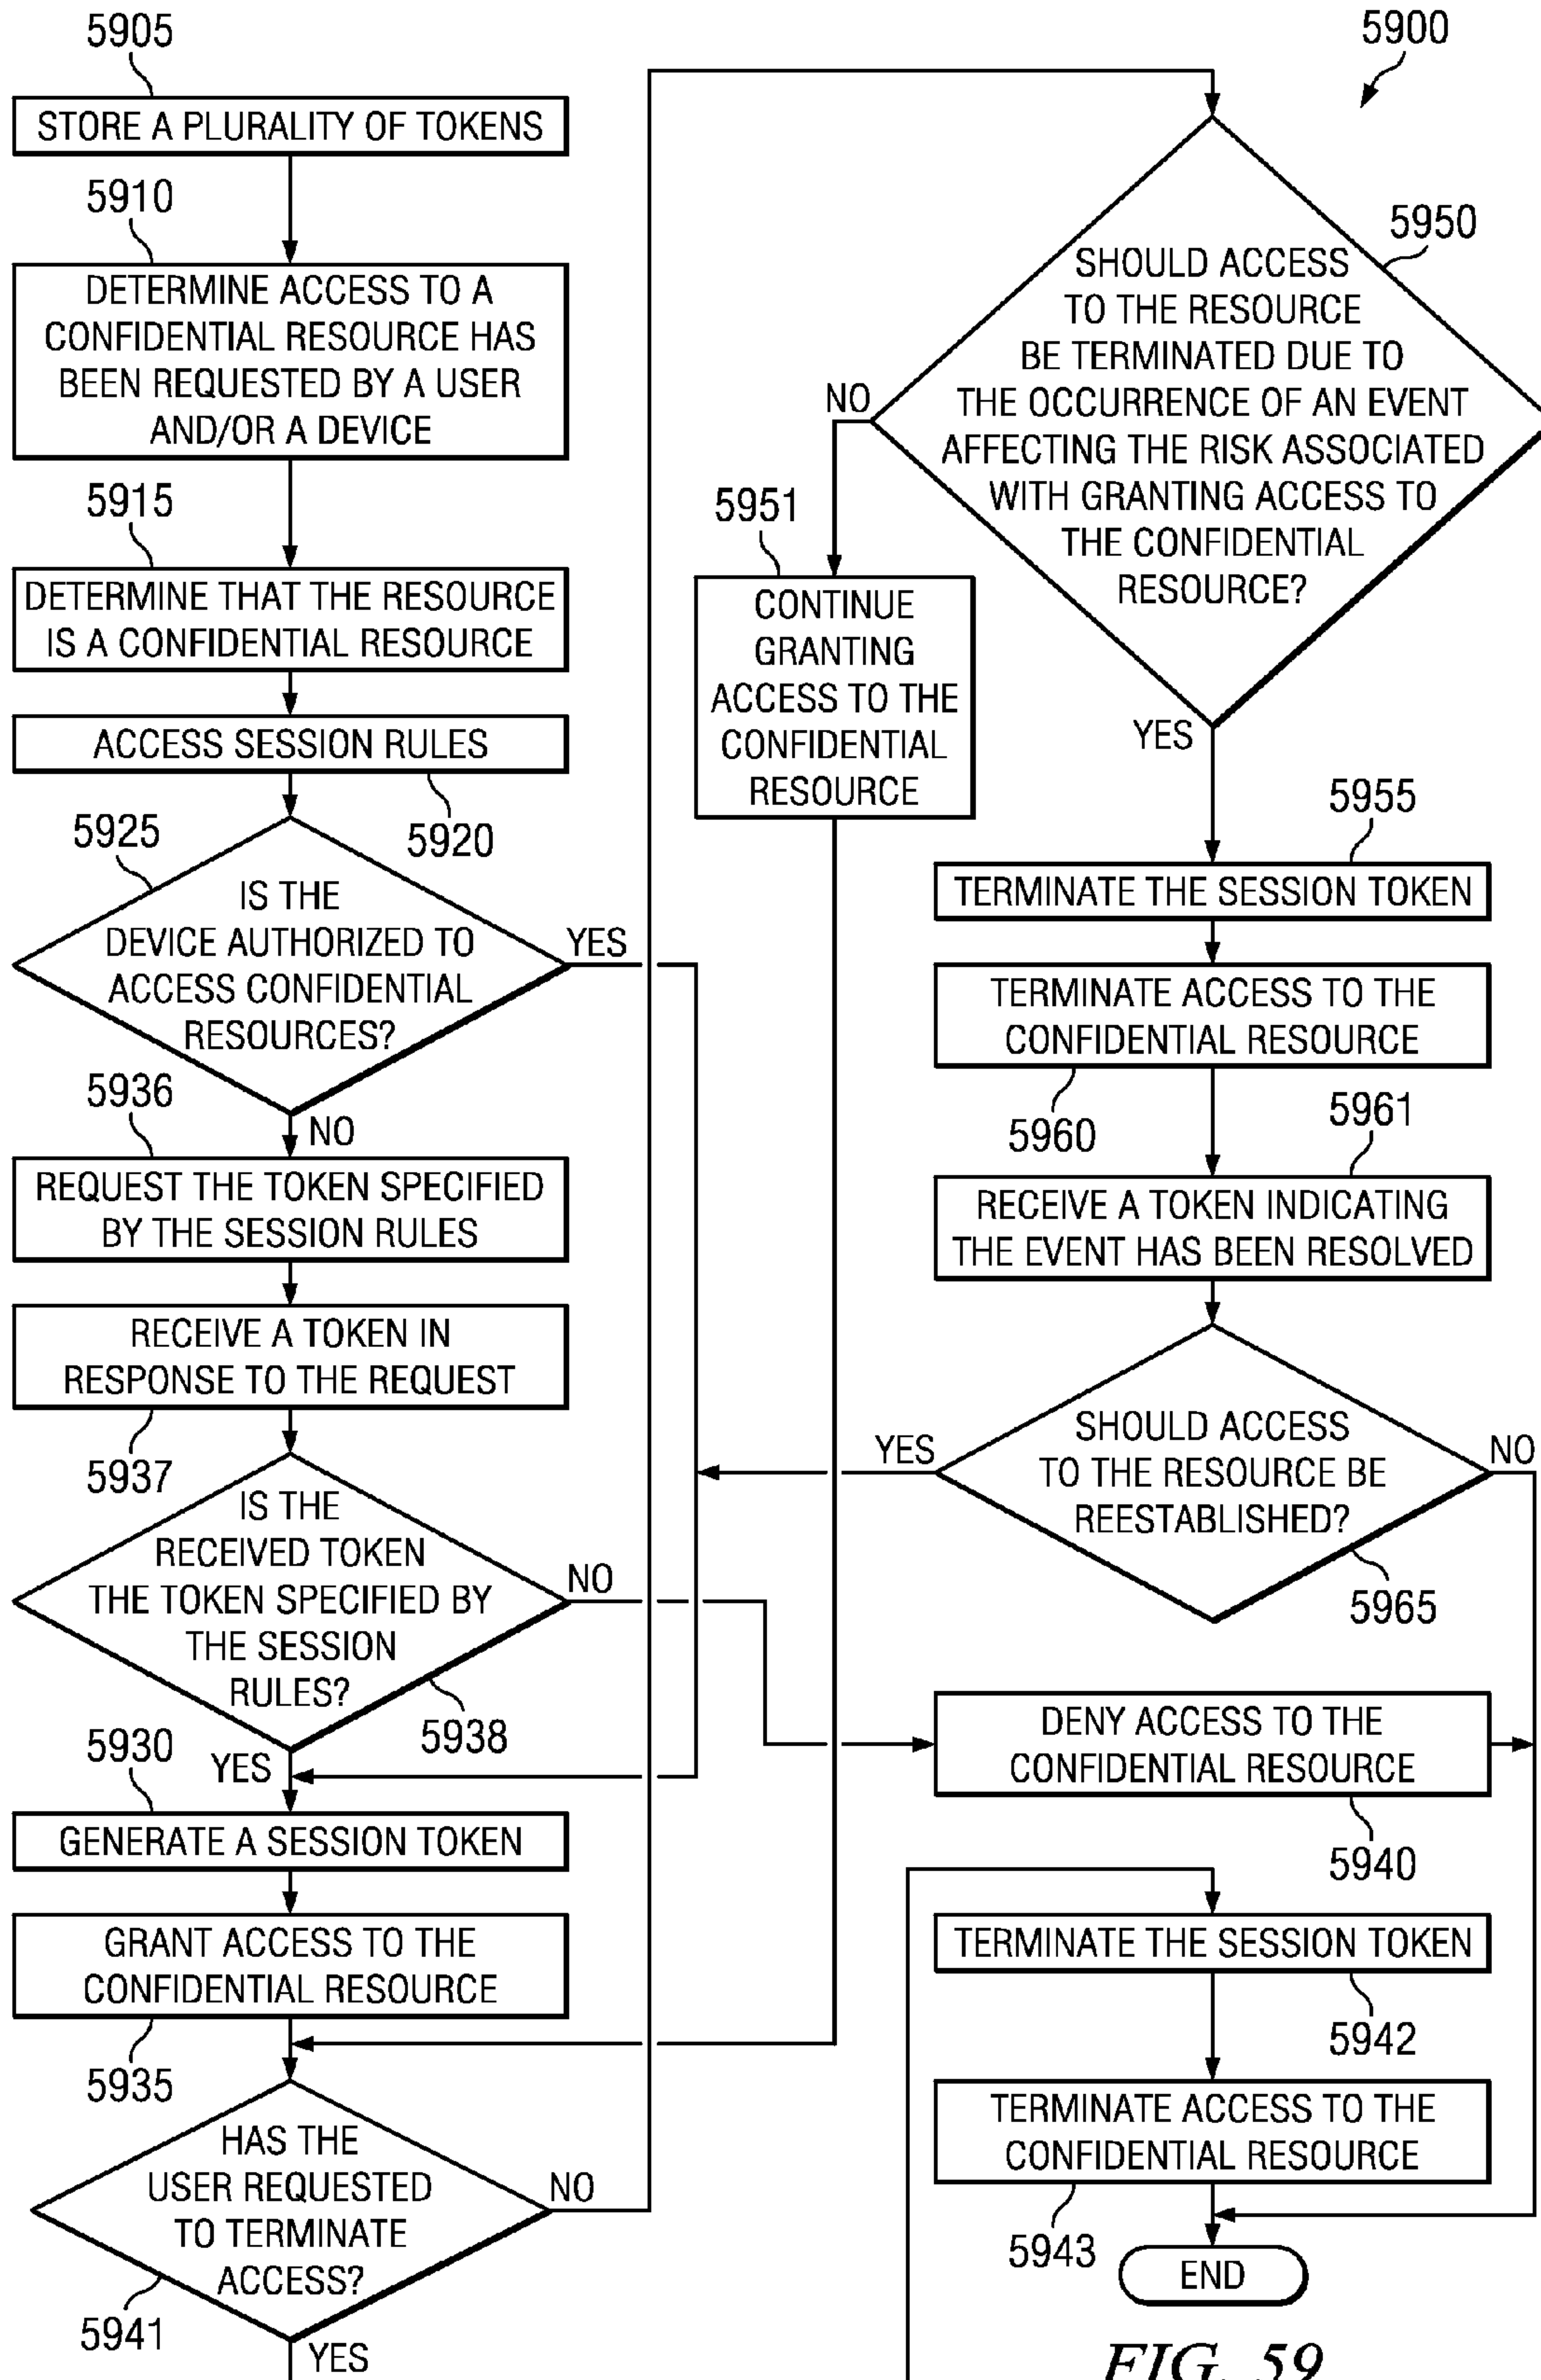 5905
STORE A PLURALITY OF TOKENS
5910
DETERMINE ACCESS TO A
CONFIDENTIAL RESOURCE HAS
BEEN REQUESTED BY A USER
AND/OR A DEVICE
5915
DETERMINE THAT THE RESOURCE
IS A CONFIDENTIAL RESOURCE
ACCESS SESSION RULES
5920
5925
IS THE
DEVICE AUTHORIZED TO
ACCESS CONFIDENTIAL
RESOURCES?
YES
NO
5936
REQUEST THE TOKEN SPECIFIED
BY THE SESSION RULES
RECEIVE A TOKEN IN
RESPONSE TO THE REQUEST
5937
IS THE
RECEIVED TOKEN
THE TOKEN SPECIFIED BY
THE SESSION
RULES?
NO
5938
YES
5930
GENERATE A SESSION TOKEN
GRANT ACCESS TO THE
CONFIDENTIAL RESOURCE
5935
HAS THE
USER REQUESTED
TO TERMINATE
ACCESS?
NO
5941
YES
5900
5950
SHOULD ACCESS
TO THE RESOURCE
BE TERMINATED DUE TO
THE OCCURRENCE OF AN EVENT
AFFECTING THE RISK ASSOCIATED
WITH GRANTING ACCESS TO
THE CONFIDENTIAL
RESOURCE?
NO
YES
5951
CONTINUE
GRANTING
ACCESS TO THE
CONFIDENTIAL
RESOURCE
5955
TERMINATE THE SESSION TOKEN
TERMINATE ACCESS TO THE
CONFIDENTIAL RESOURCE
5960
5961
RECEIVE A TOKEN INDICATING
THE EVENT HAS BEEN RESOLVED
SHOULD ACCESS
TO THE RESOURCE BE
REESTABLISHED?
YES
NO
5965
DENY ACCESS TO THE
CONFIDENTIAL RESOURCE
5940
TERMINATE THE SESSION TOKEN
5942
TERMINATE ACCESS TO THE
CONFIDENTIAL RESOURCE
5943
END
FIG. 59